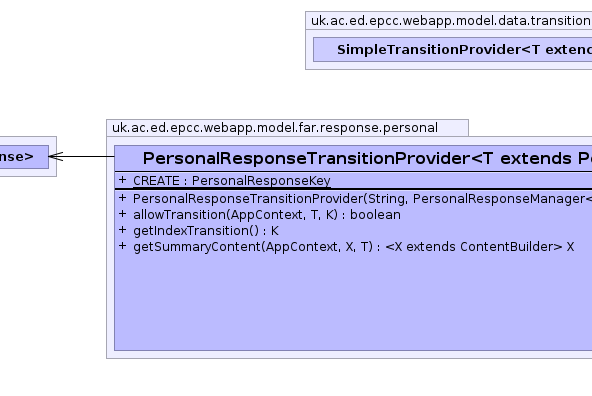 uk.ac.ed.epcc.webapp.model.data.transition
SimpleTransitionProvider<T extend
uk.ac.ed.epcc.webapp.model.far.response.personal
nse>
PersonalResponseTransitionProvider<T extends Pe
+ CREATE : PersonalResponseKey
+ PersonalResponseTransitionProvider(String, PersonalResponseManager<
+ allowTransition(AppContext, T, K) : boolean
+ getIndexTransition() : K
+ getSummaryContent(AppContext, X, T) : <X extends ContentBuilder> X